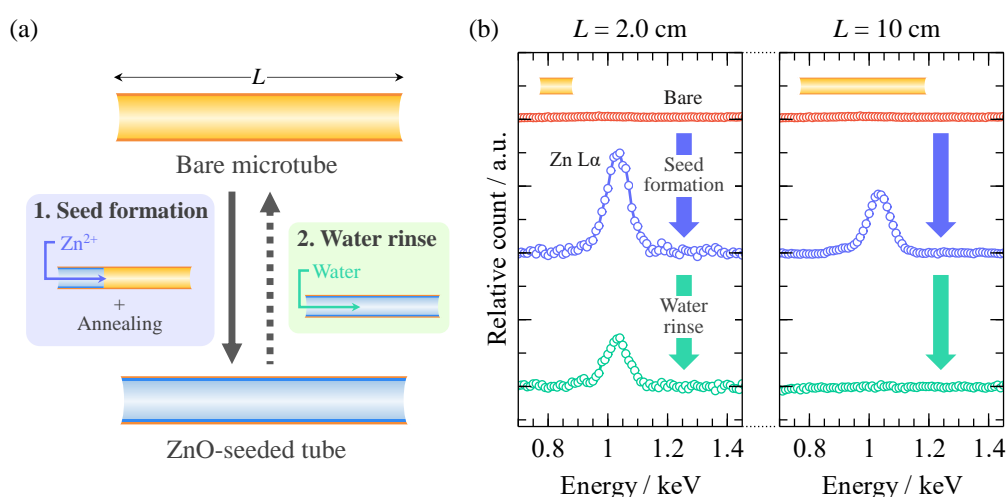 (a)
L
Bare microtube
1. Seed formation
Zn²⁺
+
Annealing
2. Water rinse
Water
ZnO-seeded tube
(b)
L = 2.0 cm
L = 10 cm
Relative count / a.u.
Bare
Zn Lα
Seed
formation
Water
rinse
0.8 1 1.2 1.4
0.8 1 1.2 1.4
Energy / keV
Energy / keV